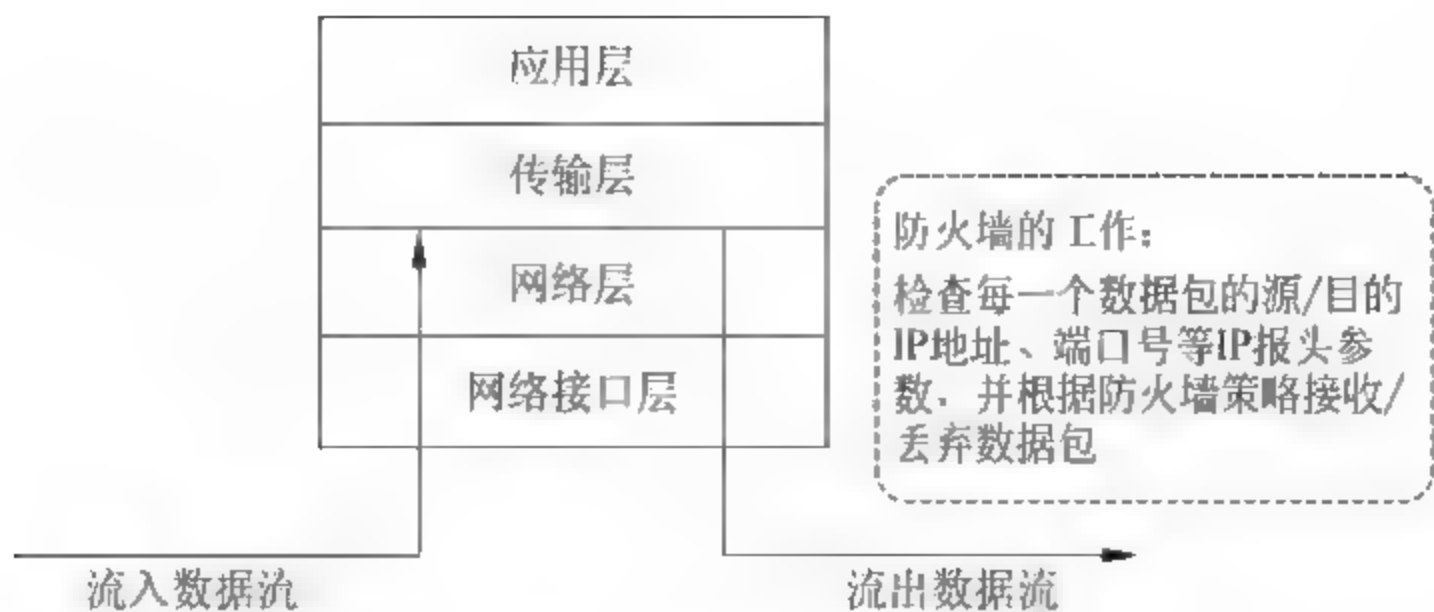 应用层
传输层
网络层
网络接口层
防火墙的工作:
检查每一个数据包的源/目的
IP地址、端口号等IP报头参
数, 并根据防火墙策略接收/
丢弃数据包
流入数据流
流出数据流